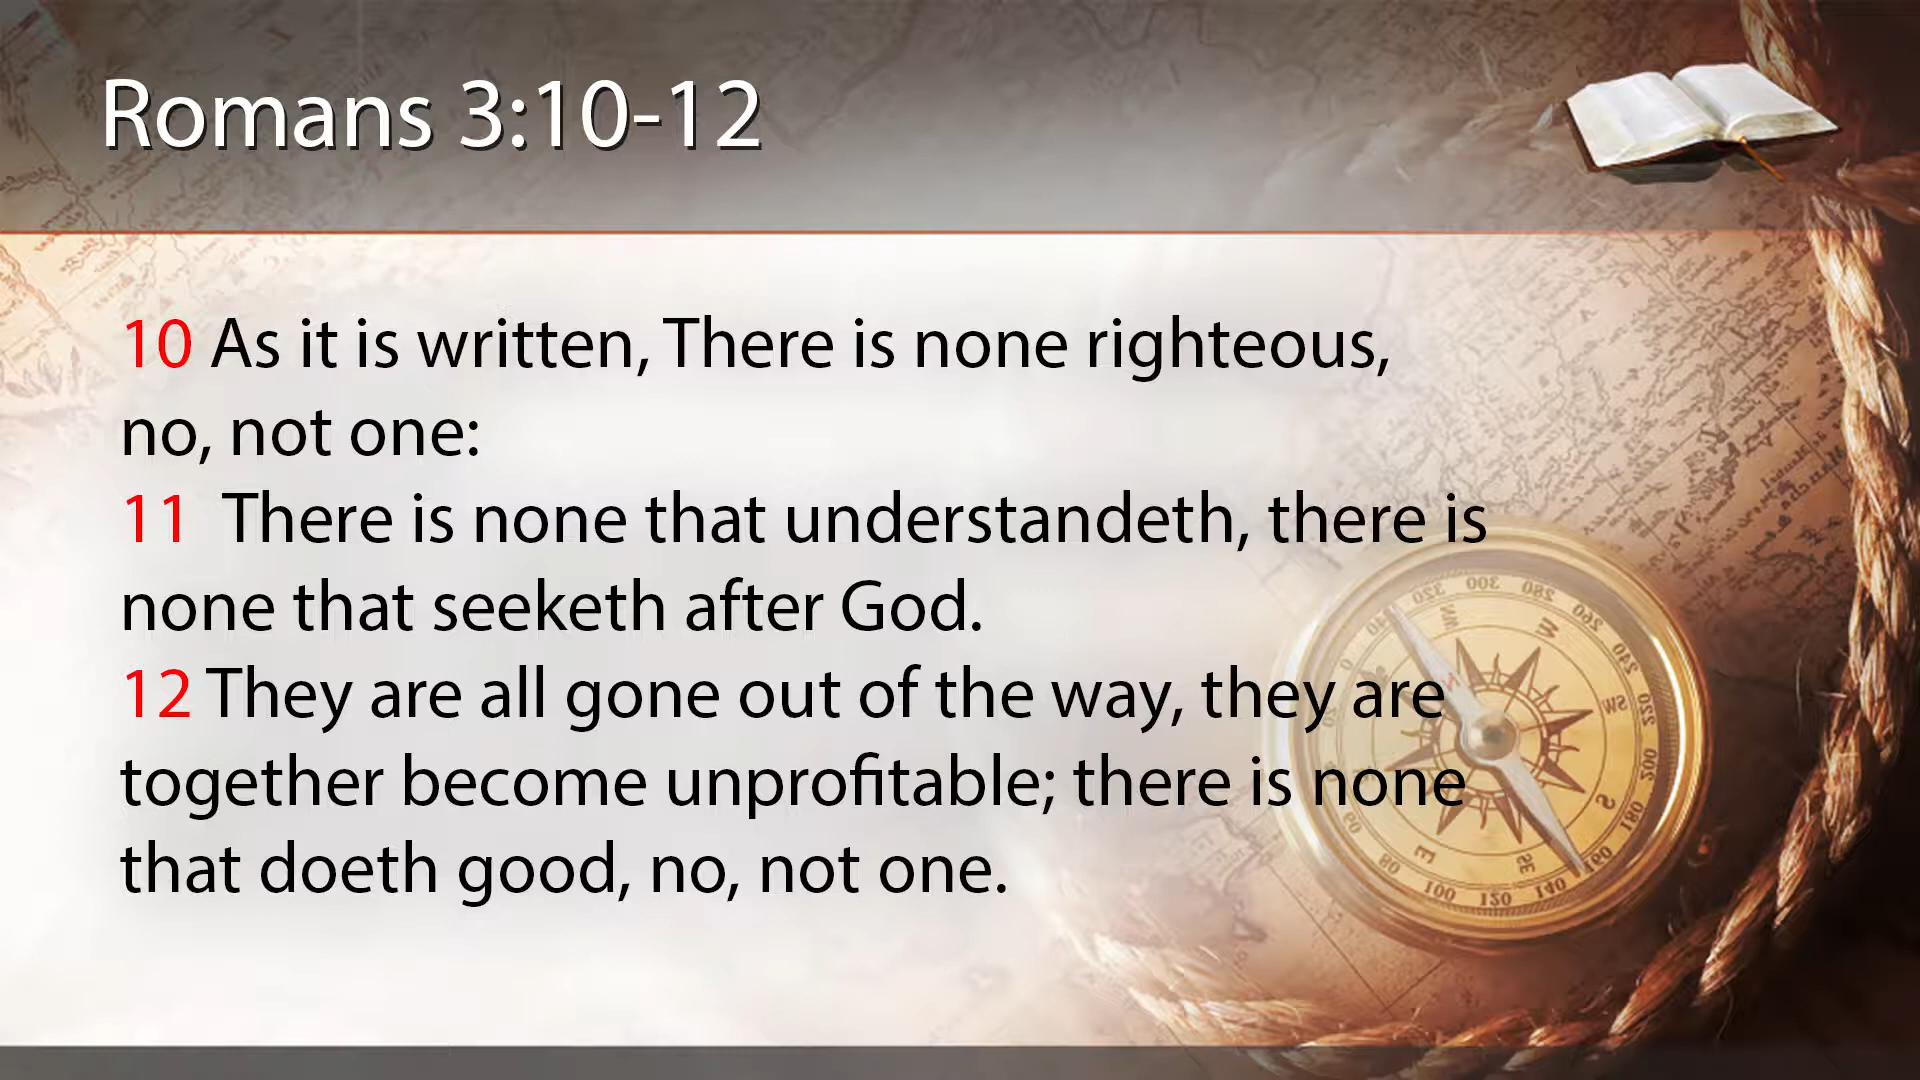 Romans 3:10-12
10 As it is written, There is none righteous,
no, not one:
11 There is none that understandeth, there is
none that seeketh after God.
12 They are all gone out of the way, they are
together become unprofitable; there is none
that doeth good, no, not one.